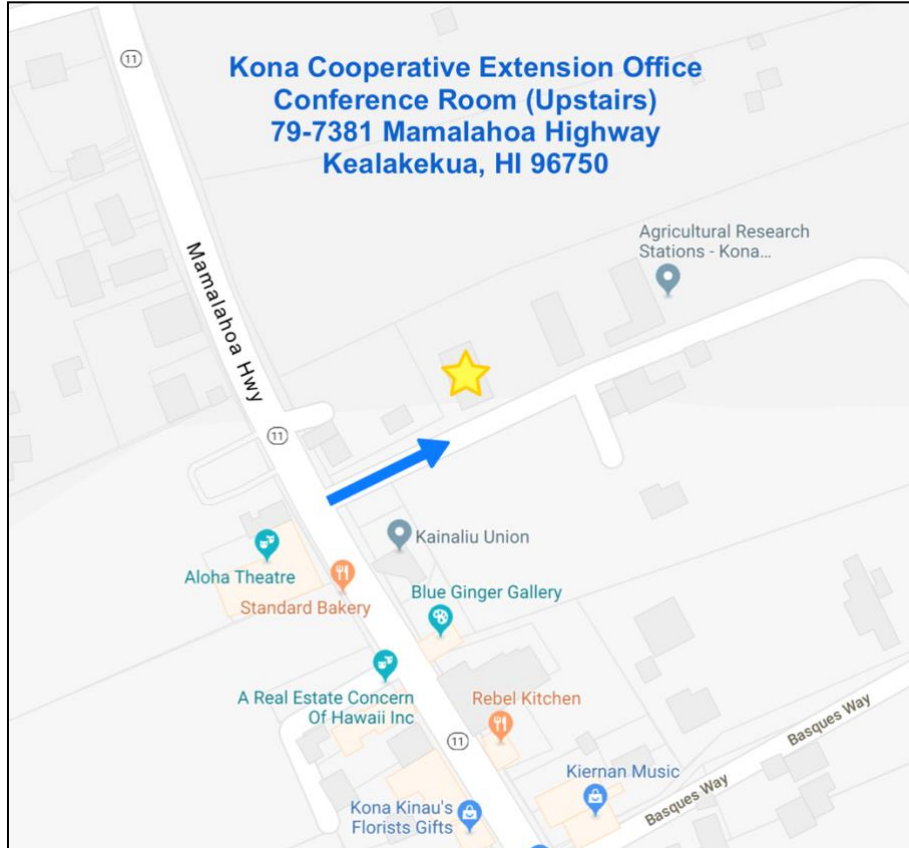 11
Kona Cooperative Extension Office
Conference Room (Upstairs)
79-7381 Mamalahoa Highway
Kealakekua, HI 96750
Agricultural Research
Stations - Kona...
Mamalahoa Hwy
11
Kainaliu Union
Aloha Theatre
Standard Bakery
Blue Ginger Gallery
A Real Estate Concern
Of Hawaii Inc
Rebel Kitchen
11
Basques Way
Kiernan Music
Basques Way
Kona Kinau's
Florists Gifts